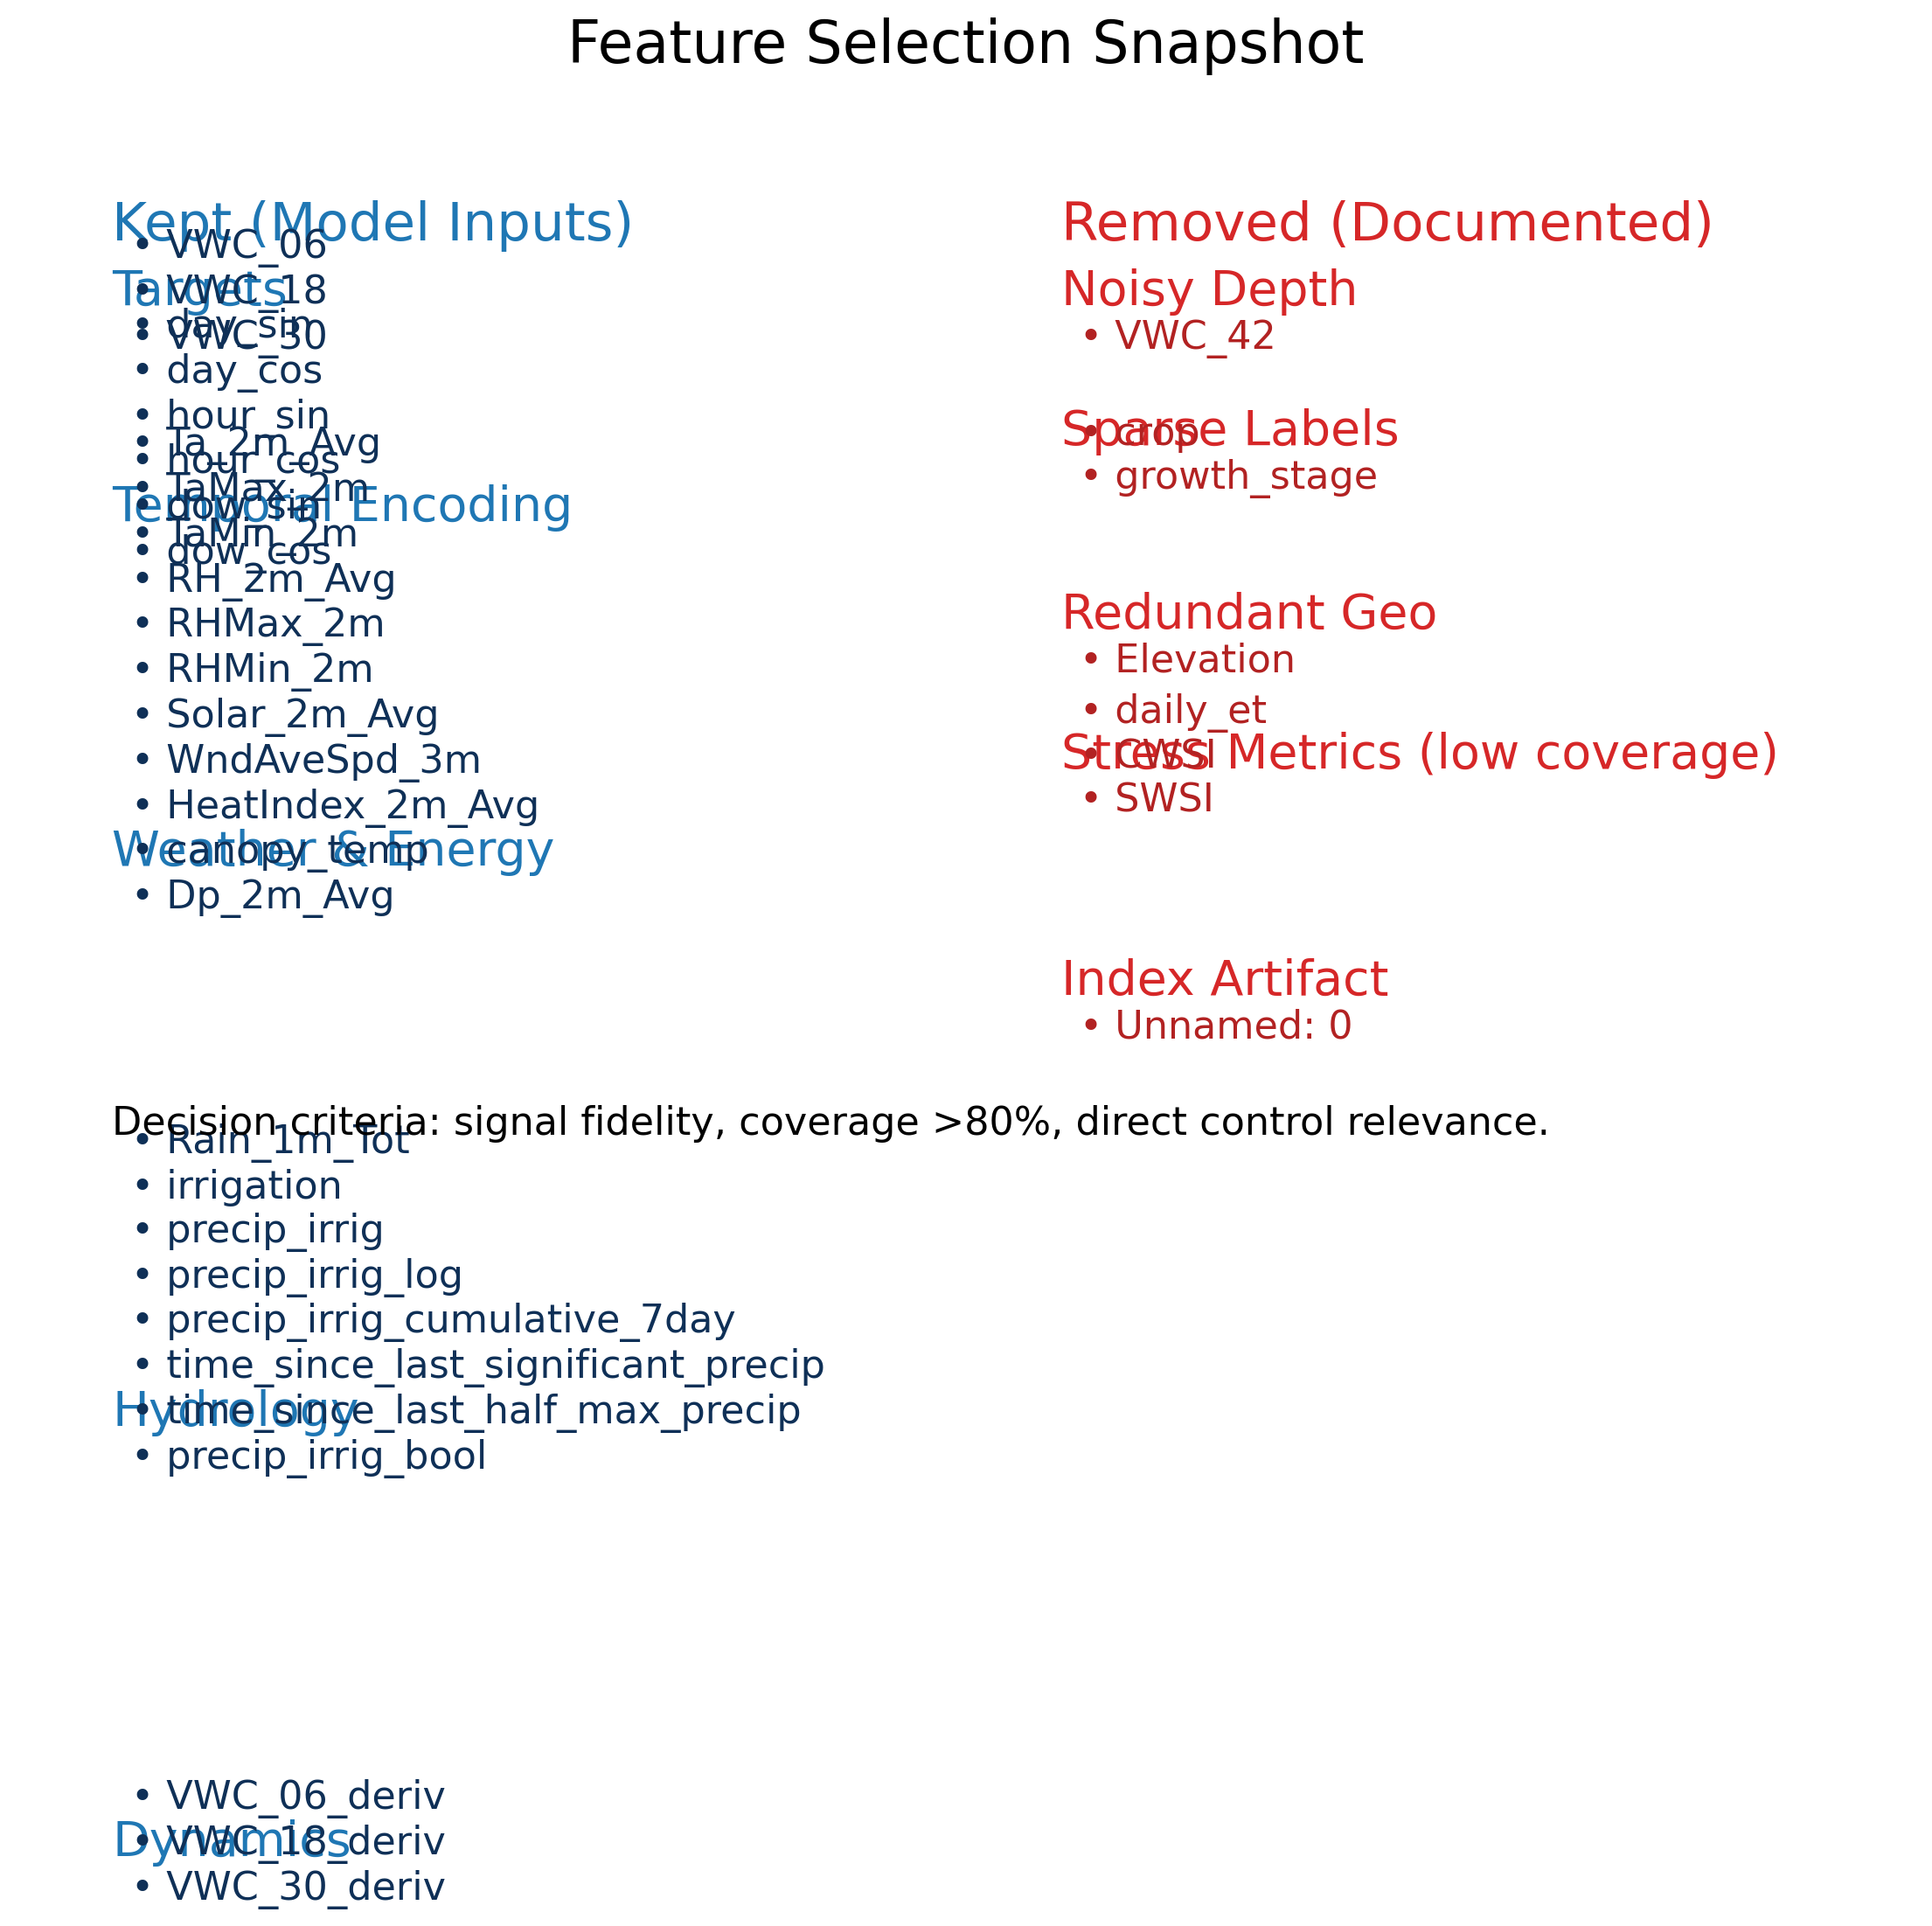 Feature Selection Snapshot
Kept (Model Inputs)
Targets
• VWC_06
• VWC_18
• VWC_30
Temporal Encoding
• day_sin
• day_cos
• hour_sin
• hour_cos
• dow_sin
• dow_cos
Weather & Energy
• Ta_2m_Avg
• TaMax_2m
• TaMin_2m
• RH_2m_Avg
• RHMax_2m
• RHMin_2m
• Solar_2m_Avg
• WndAveSpd_3m
• HeatIndex_2m_Avg
• canopy_temp
• Dp_2m_Avg
Hydrology
• Rain_1m_Tot
• irrigation
• precip_irrig
• precip_irrig_log
• precip_irrig_cumulative_7day
• time_since_last_significant_precip
• time_since_last_half_max_precip
• precip_irrig_bool
Dynamics
• VWC_06_deriv
• VWC_18_deriv
• VWC_30_deriv
Removed (Documented)
Noisy Depth
• VWC_42
Sparse Labels
• crop
• growth_stage
Redundant Geo
• Elevation
Stress Metrics (low coverage)
• daily_et
• CWSI
• SWSI
Index Artifact
• Unnamed: 0
Decision criteria: signal fidelity, coverage >80%, direct control relevance.